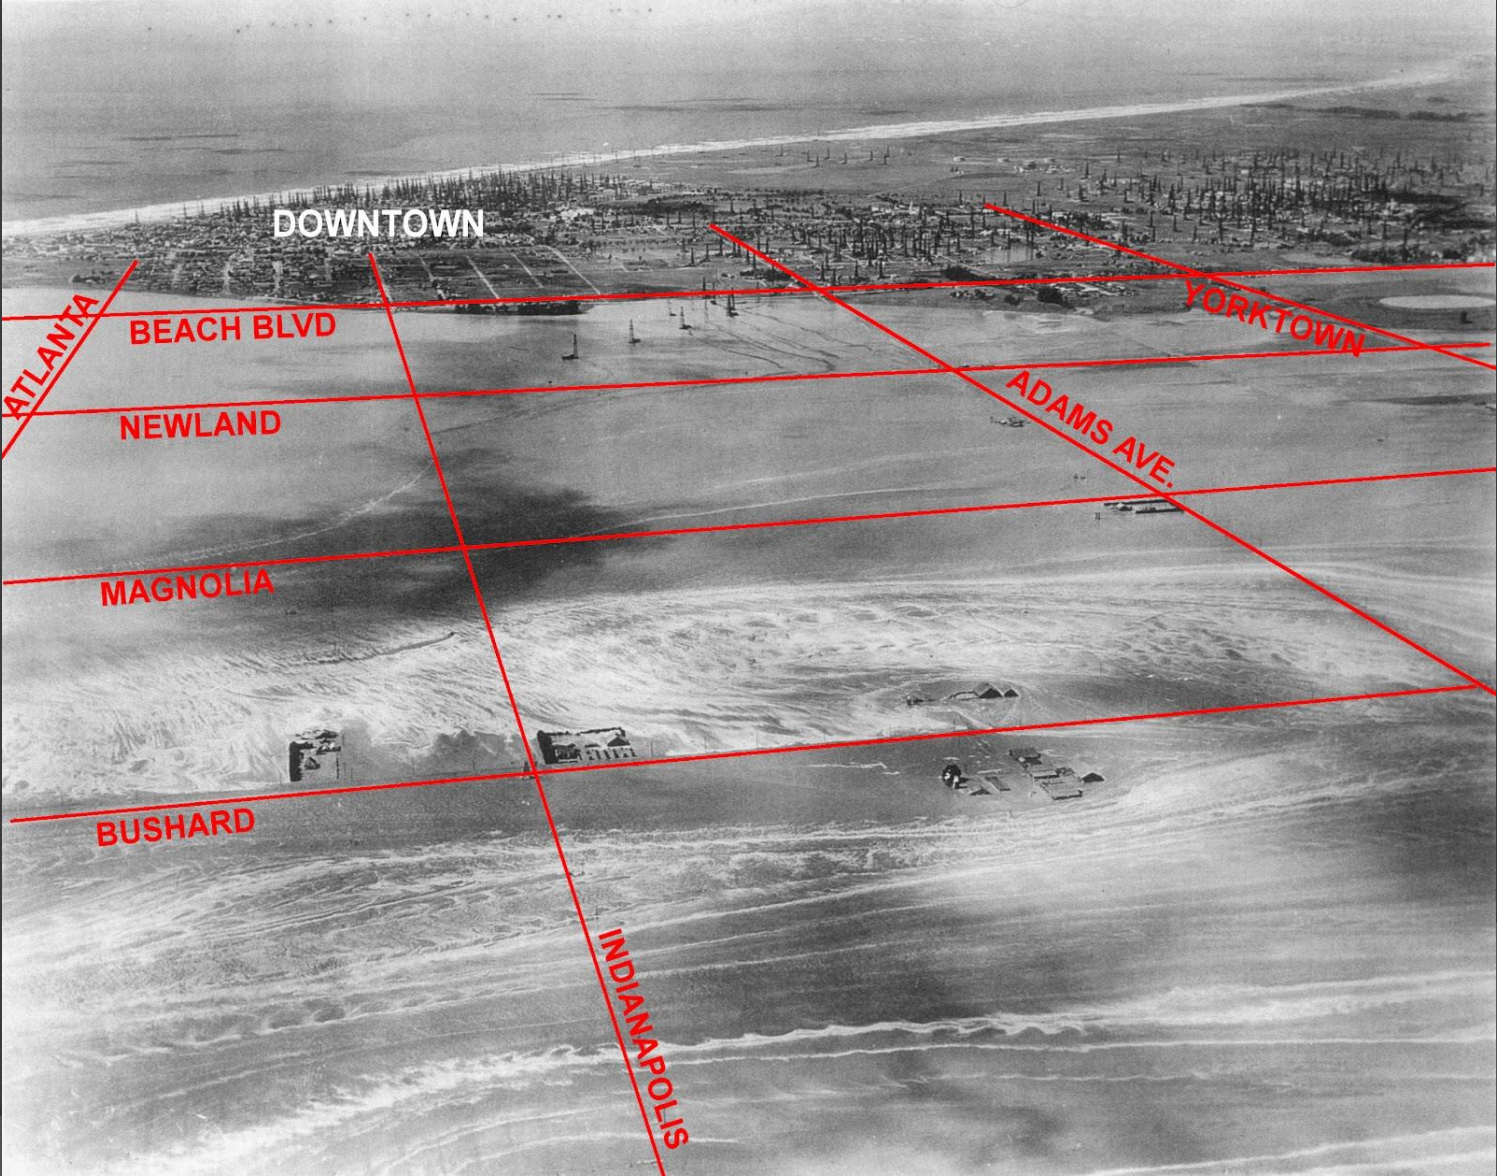 DOWNTOWN
ATLANTA
BEACH BLVD
YORKTOWN
NEWLAND
ADAMS AVE.
MAGNOLIA
BUSHARD
INDIANAPOLIS